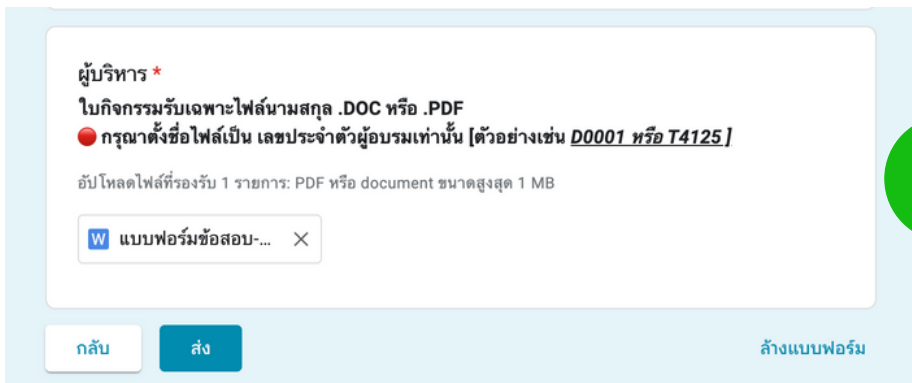 ผู้บริหาร *
ใบกิจกรรมรับเฉพาะไฟล์นามสกุล .DOC หรือ .PDF
🔴 กรุณาตั้งชื่อไฟล์เป็น เลขประจำตัวผู้อบรมเท่านั้น [ตัวอย่างเช่น D0001 หรือ T4125 ]
อัปโหลดไฟล์ที่รองรับ 1 รายการ: PDF หรือ document ขนาดสูงสุด 1 MB
W แบบฟอร์มข้อสอบ-...
กลับ ส่ง ล้างแบบฟอร์ม